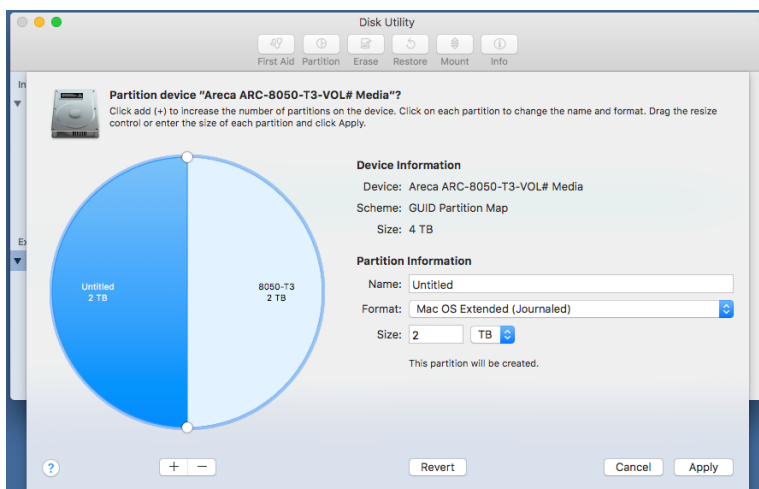 Disk Utility
First Aid
Partition
Erase
Restore
Mount
Info
In
Partition device "Areca ARC-8050-T3-VOL# Media"?
Click add (+) to increase the number of partitions on the device. Click on each partition to change the name and format. Drag the resize
control or enter the size of each partition and click Apply.
Ex
Untitled
2 TB
8050-T3
2 TB
Device Information
Device: Areca ARC-8050-T3-VOL# Media
Scheme: GUID Partition Map
Size: 4 TB
Partition Information
Name: Untitled
Format: Mac OS Extended (Journaled)
Size: 2 TB
This partition will be created.
?
+ −
Revert
Cancel
Apply